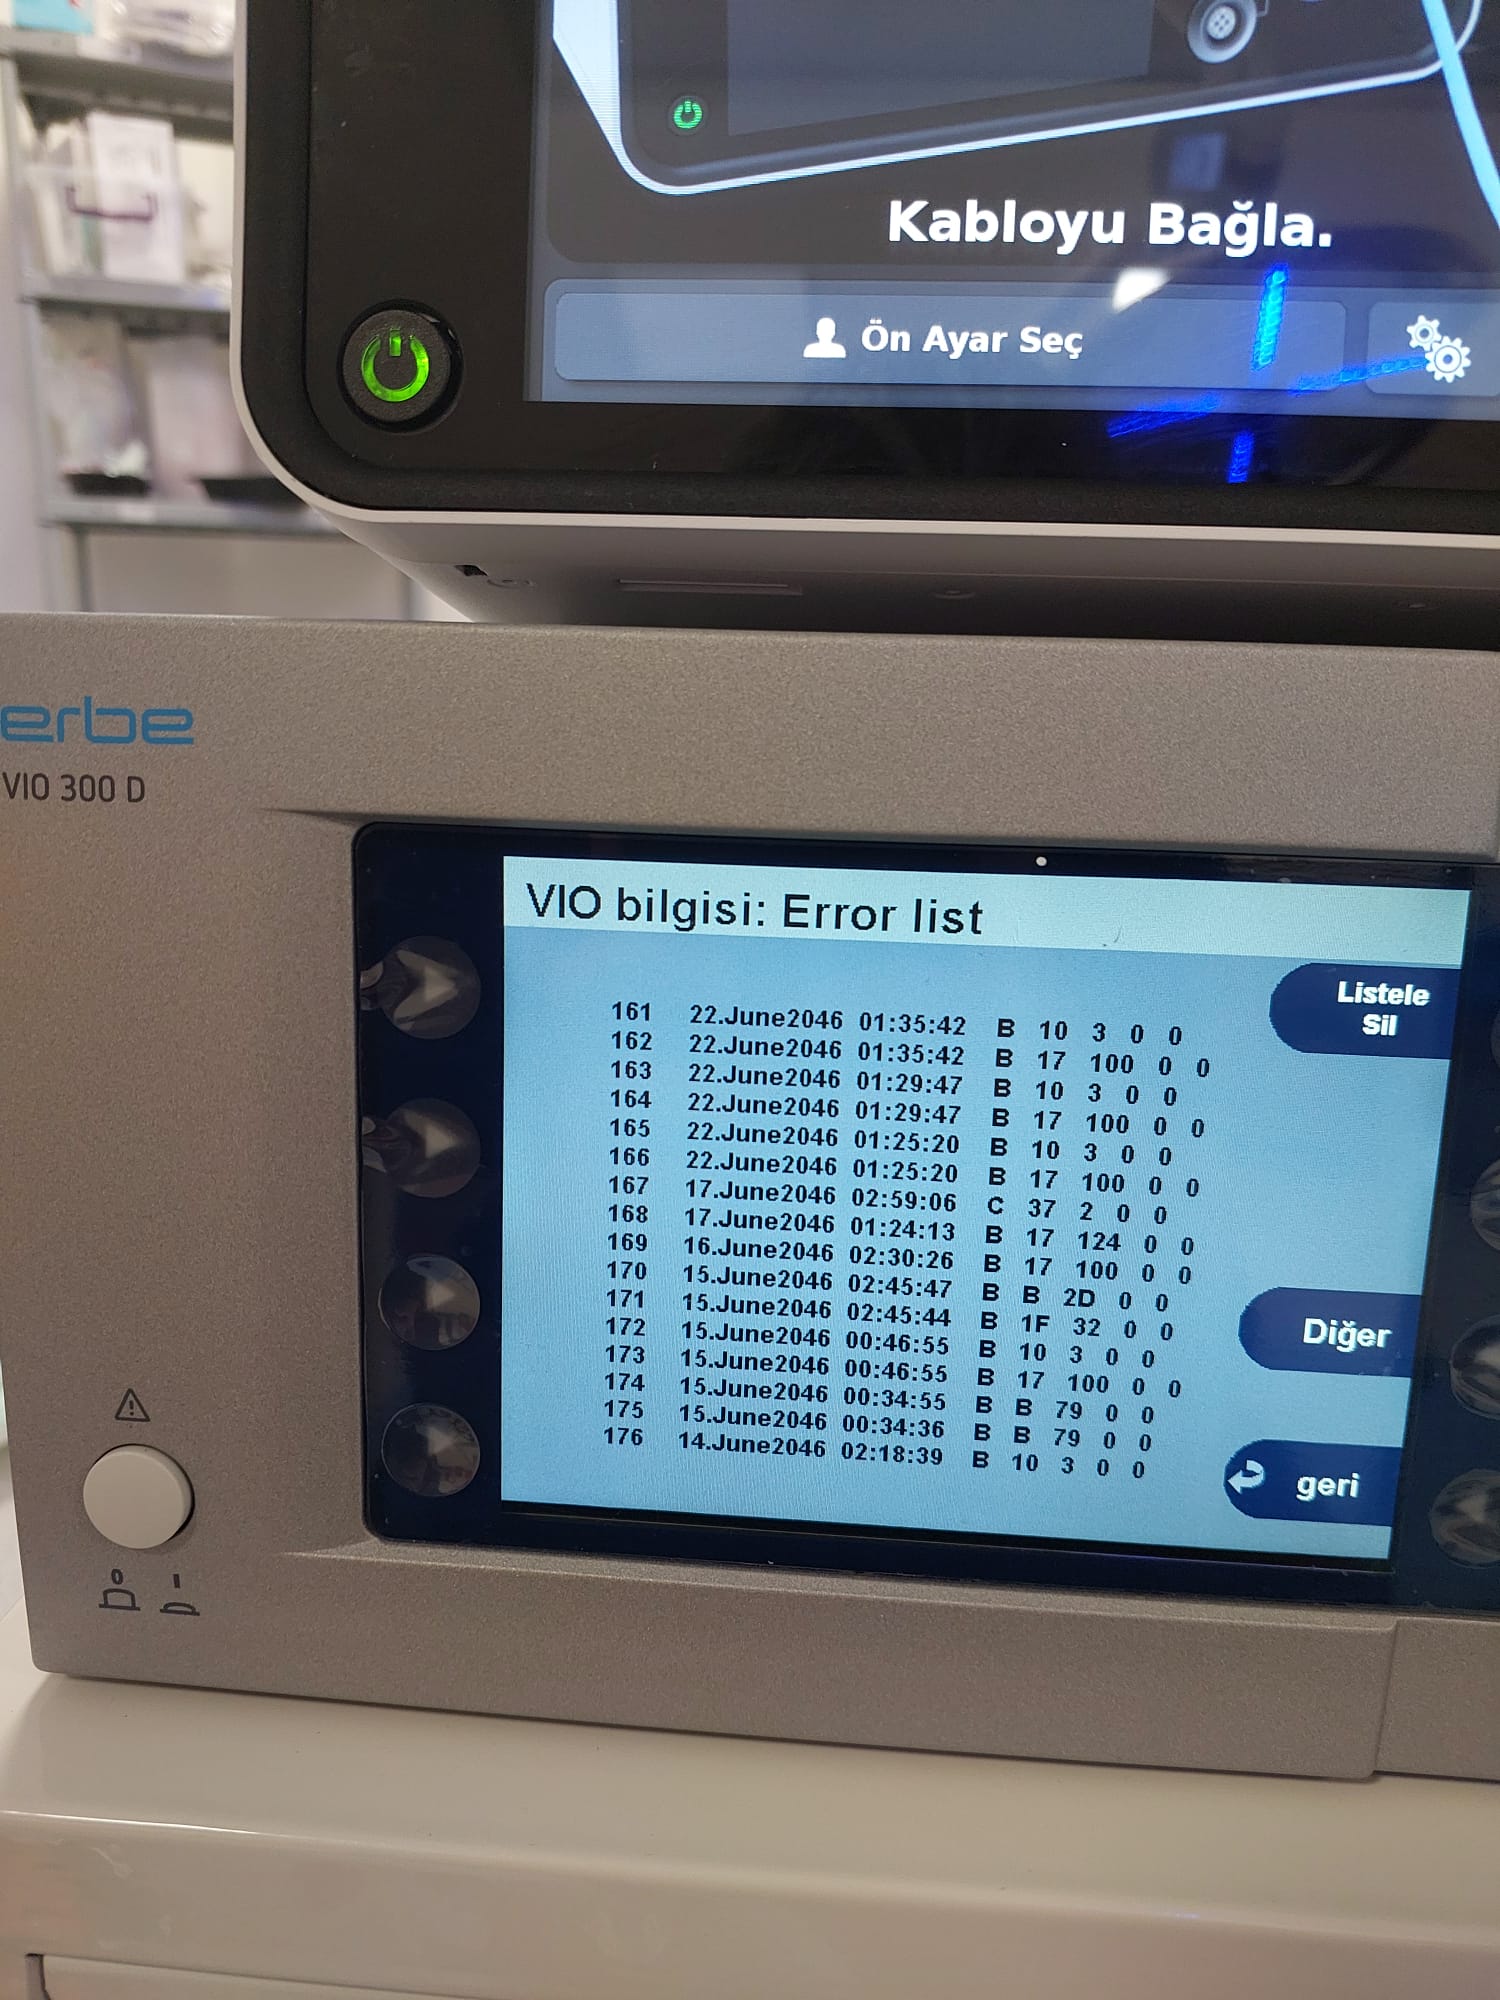 Kabloyu Bağla.
Ön Ayar Seç
erbe
VIO 300 D
VIO bilgisi: Error list
161 22.June2046 01:35:42 B 10 3 0 0
162 22.June2046 01:35:42 B 17 100 0 0
163 22.June2046 01:29:47 B 10 3 0 0
164 22.June2046 01:29:47 B 17 100 0 0
165 22.June2046 01:25:20 B 10 3 0 0
166 22.June2046 01:25:20 B 17 100 0 0
167 17.June2046 02:59:06 C 37 2 0 0
168 17.June2046 01:24:13 B 17 124 0 0
169 16.June2046 02:30:26 B 17 100 0 0
170 15.June2046 02:45:47 B B 2D 0 0
171 15.June2046 02:45:44 B 1F 32 0 0
172 15.June2046 00:46:55 B 10 3 0 0
173 15.June2046 00:46:55 B 17 100 0 0
174 15.June2046 00:34:55 B B 79 0 0
175 15.June2046 00:34:36 B B 79 0 0
176 14.June2046 02:18:39 B 10 3 0 0
Listele
Sil
Diğer
geri
0 I